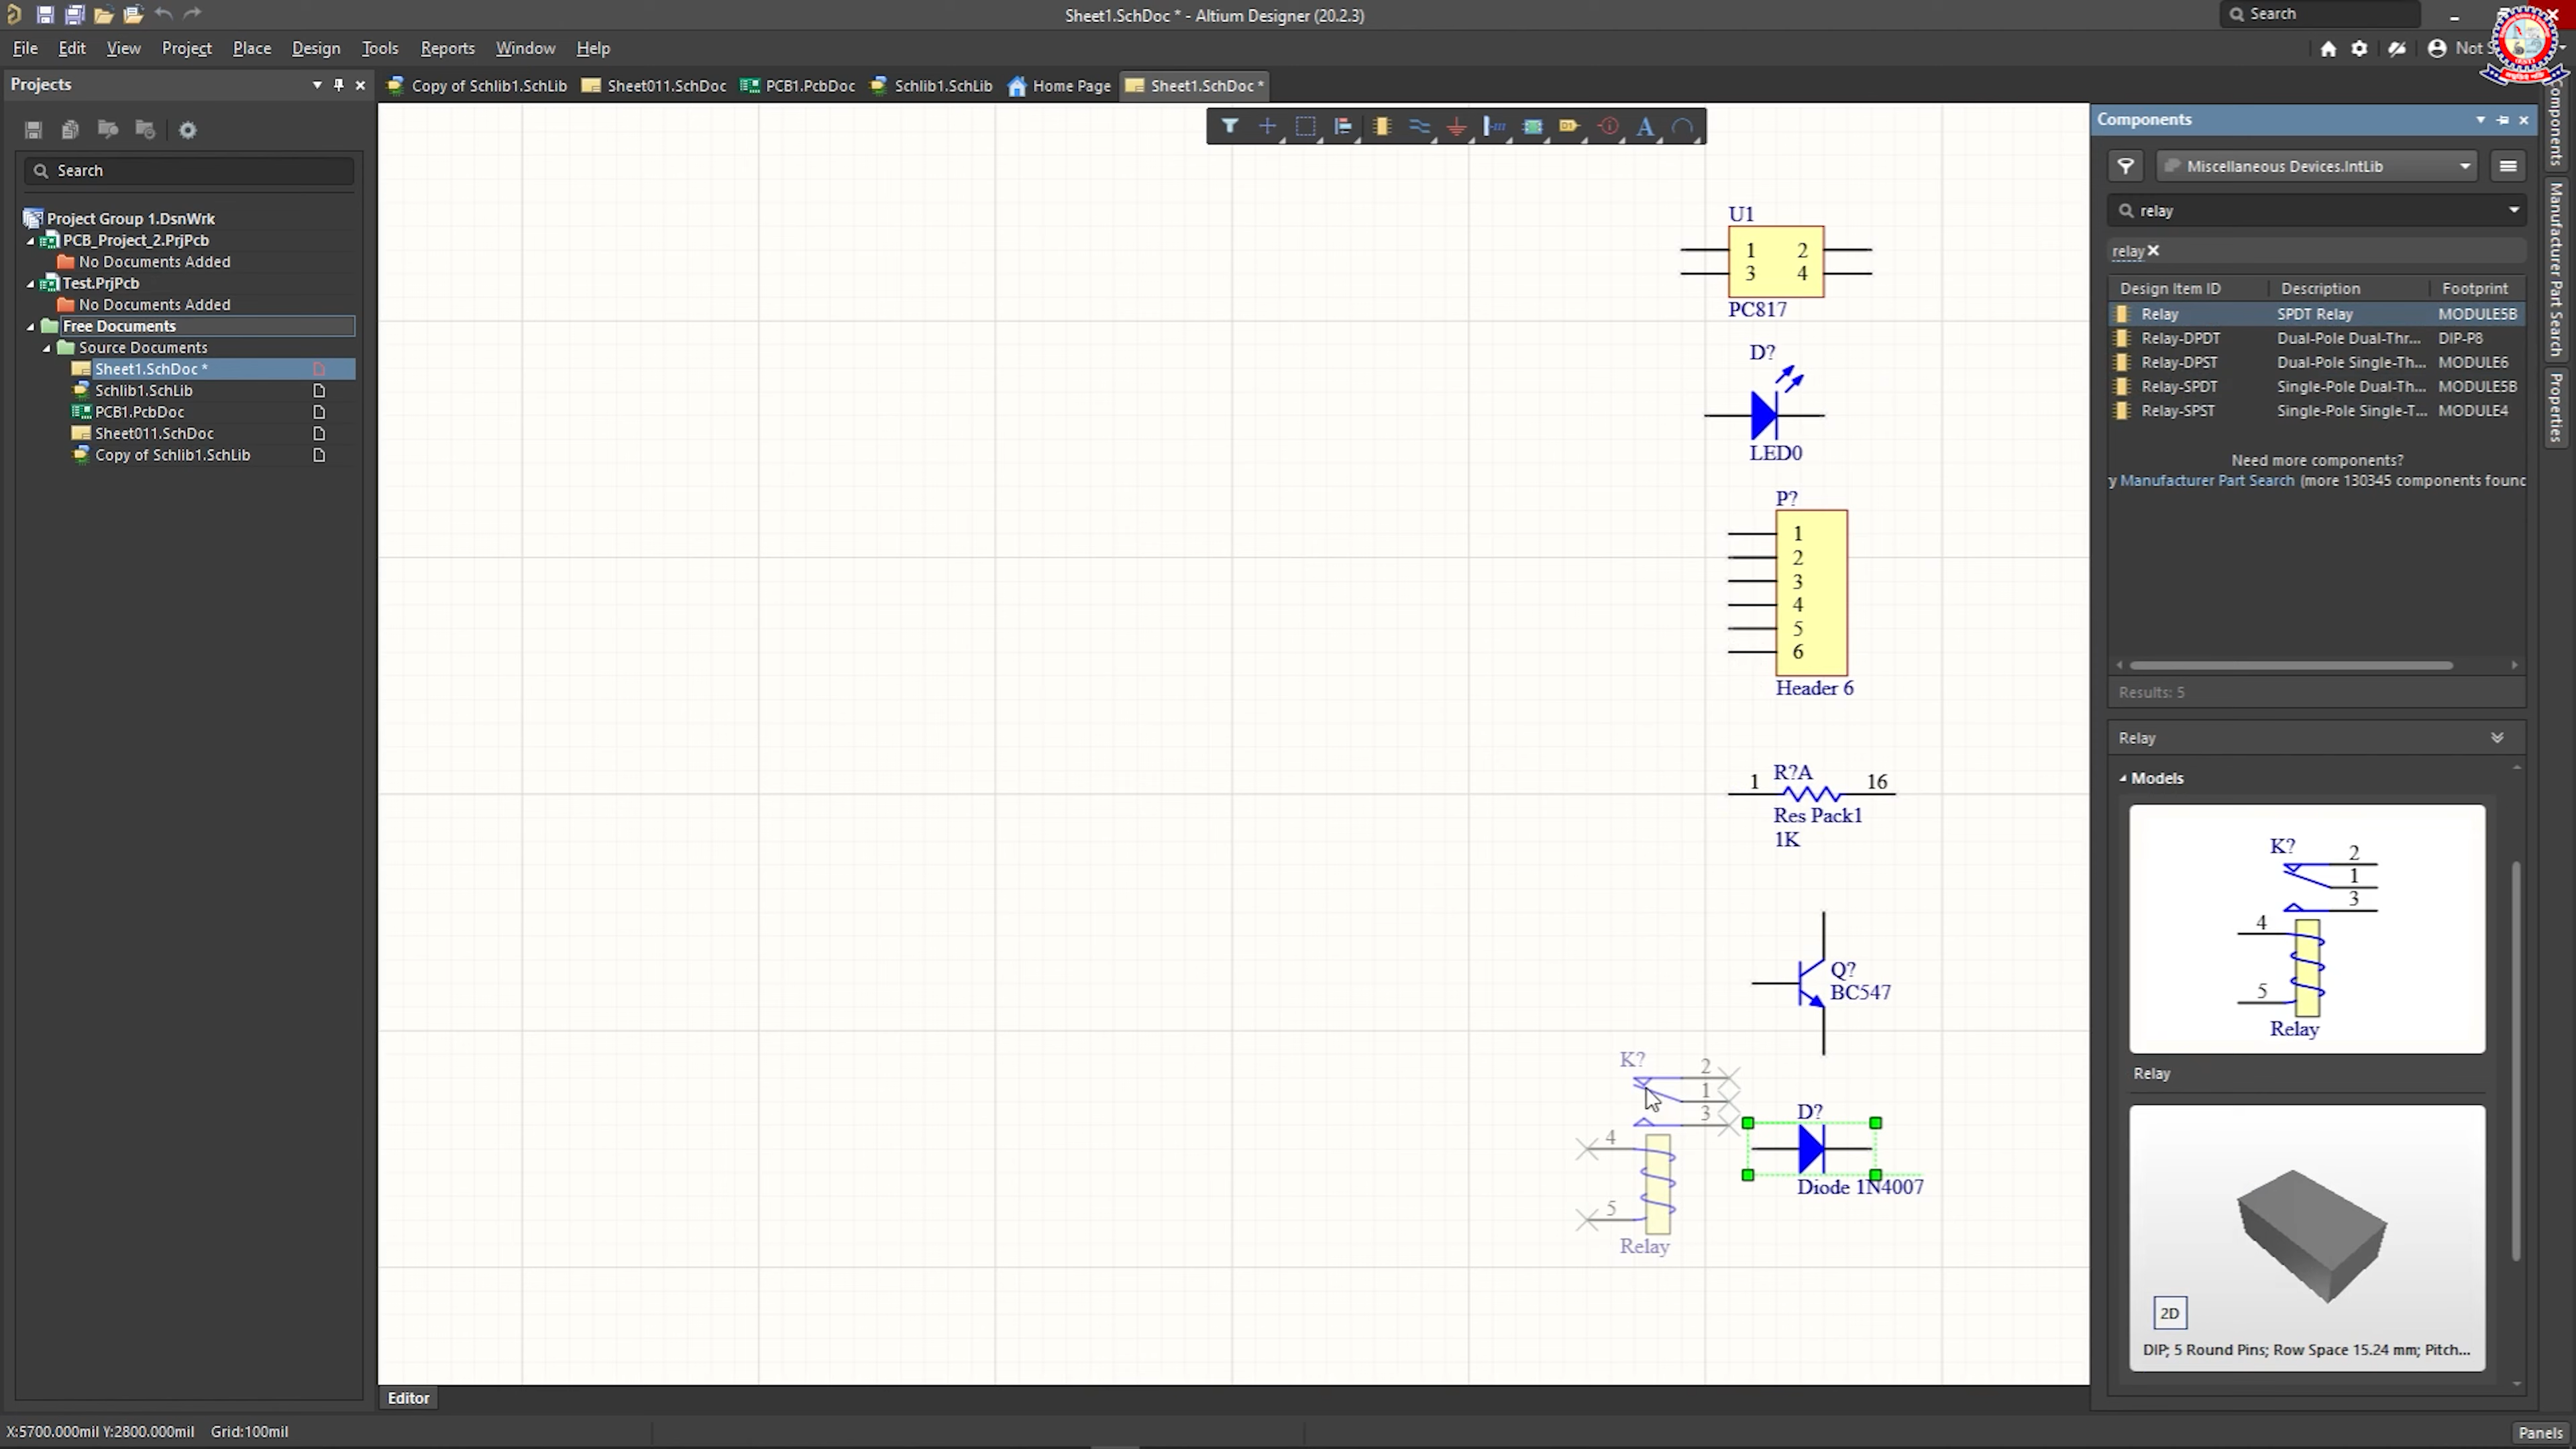 Sheet1.SchDoc * - Altium Designer (20.2.3)
Search
File Edit View Project Place Design Tools Reports Window Help
Not S
Projects
Copy of Schlib1.SchLib
Sheet011.SchDoc
PCB1.PcbDoc
Schlib1.SchLib
Home Page
Sheet1.SchDoc *
Search
Project Group 1.DsnWrk
PCB_Project_2.PrjPcb
No Documents Added
Test.PrjPcb
No Documents Added
Free Documents
Source Documents
Sheet1.SchDoc *
Schlib1.SchLib
PCB1.PcbDoc
Sheet011.SchDoc
Copy of Schlib1.SchLib
U1
1 2
3 4
PC817
D?
LED0
P?
1
2
3
4
5
6
Header 6
R?A
1 16
Res Pack1
1K
Q?
BC547
K?
2
1
3
4
5
Relay
D?
Diode 1N4007
Components
Miscellaneous Devices.IntLib
relay
relay
Design Item ID Description Footprint
Relay SPDT Relay MODULE5B
Relay-DPDT Dual-Pole Dual-Thr... DIP-P8
Relay-DPST Dual-Pole Single-Th... MODULE6
Relay-SPDT Single-Pole Dual-Th... MODULE5B
Relay-SPST Single-Pole Single-T... MODULE4
Need more components?
y Manufacturer Part Search (more 130345 components found
Results: 5
Relay
Models
K?
2
1
3
4
5
Relay
Relay
2D
DIP; 5 Round Pins; Row Space 15.24 mm; Pitch...
Components
Manufacturer Part Search
Properties
Editor
X:5700.000mil Y:2800.000mil Grid:100mil
Panels